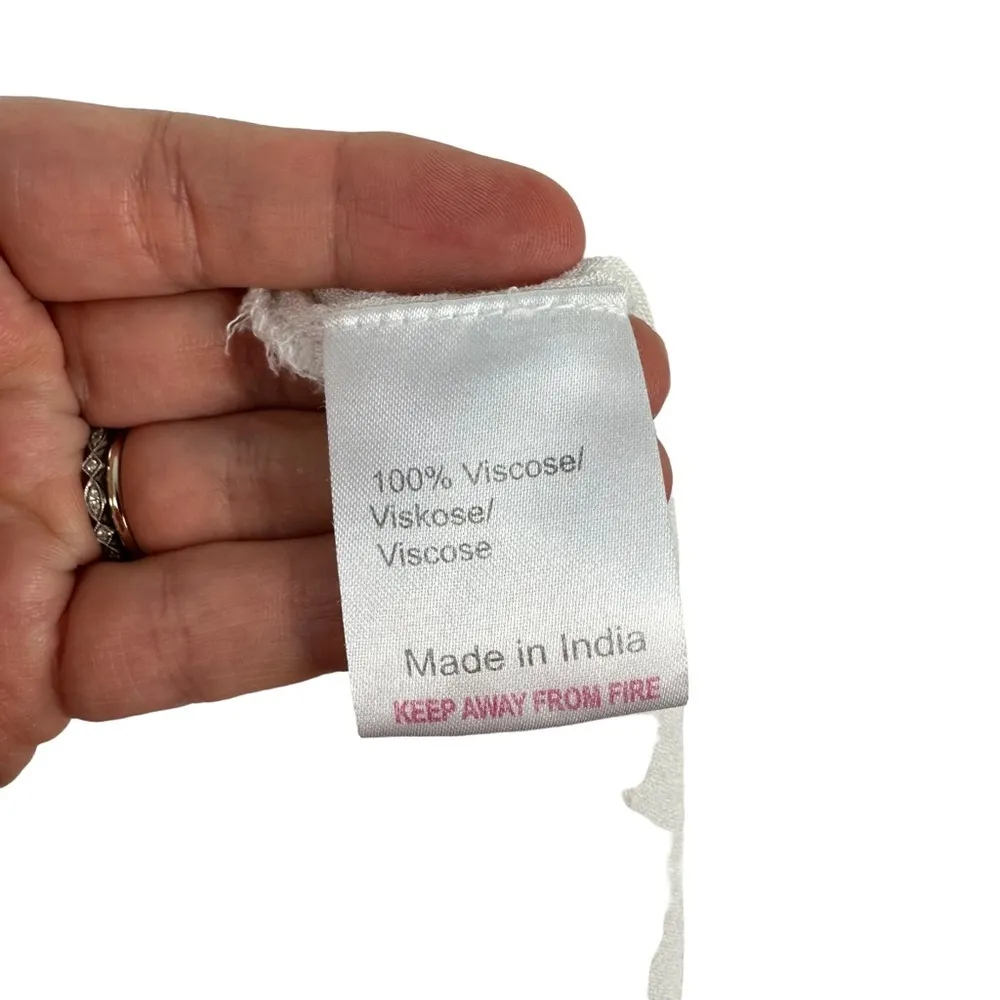 100% Viscose/
Viskose/
Viscose
Made in India
KEEP AWAY FROM FIRE